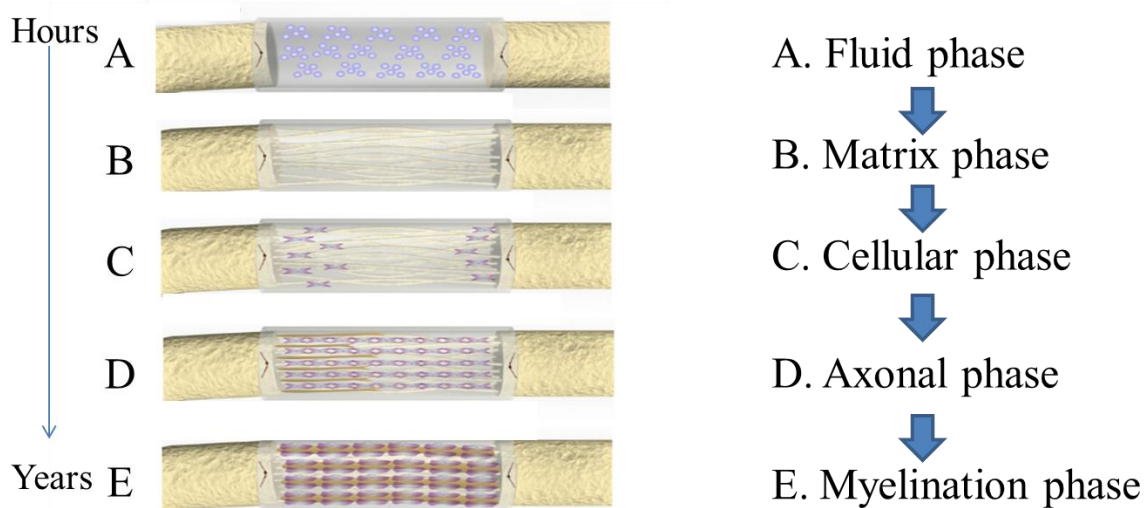 Hours
A
B
C
D
Years
E
A. Fluid phase
B. Matrix phase
C. Cellular phase
D. Axonal phase
E. Myelination phase